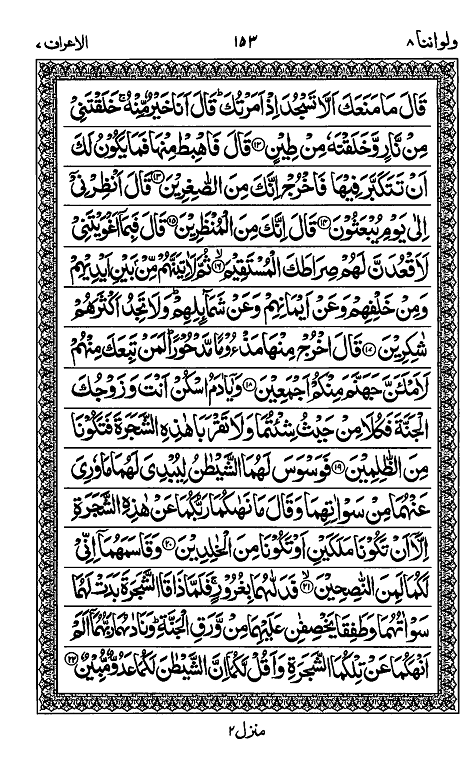 ولواننا ٨ ١٥٣ الاعراف ٧
قَالَ مَا مَنَعَكَ اَلَّا تَسْجُدَ اِذْ اَمَرْتُكَ ؕ قَالَ اَنَا خَيْرٌ مِّنْهُ ۚ خَلَقْتَنِيْ
مِنْ نَّارٍ وَّ خَلَقْتَهٗ مِنْ طِيْنٍ ﴿۱۲﴾ قَالَ فَاهْبِطْ مِنْهَا فَمَا يَكُوْنُ لَكَ
اَنْ تَتَكَبَّرَ فِيْهَا فَاخْرُجْ اِنَّكَ مِنَ الصّٰغِرِيْنَ ﴿۱۳﴾ قَالَ اَنْظِرْنِيْۤ
اِلٰى يَوْمِ يُبْعَثُوْنَ ﴿۱۴﴾ قَالَ اِنَّكَ مِنَ الْمُنْظَرِيْنَ ﴿۱۵﴾ قَالَ فَبِمَاۤ اَغْوَيْتَنِيْ
لَاَقْعُدَنَّ لَهُمْ صِرَاطَكَ الْمُسْتَقِيْمَ ﴿ۙ۱۶﴾ ثُمَّ لَاٰتِيَنَّهُمْ مِّنْۢ بَيْنِ اَيْدِيْهِمْ
وَ مِنْ خَلْفِهِمْ وَ عَنْ اَيْمَانِهِمْ وَ عَنْ شَمَآىِٕلِهِمْ ؕ وَ لَا تَجِدُ اَكْثَرَهُمْ
شٰكِرِيْنَ ﴿۱۷﴾ قَالَ اخْرُجْ مِنْهَا مَذْءُوْمًا مَّدْحُوْرًا ؕ لَمَنْ تَبِعَكَ مِنْهُمْ
لَاَمْلَـَٔنَّ جَهَنَّمَ مِنْكُمْ اَجْمَعِيْنَ ﴿۱۸﴾ وَ يٰۤاٰدَمُ اسْكُنْ اَنْتَ وَ زَوْجُكَ
الْجَنَّةَ فَكُلَا مِنْ حَيْثُ شِئْتُمَا وَ لَا تَقْرَبَا هٰذِهِ الشَّجَرَةَ فَتَكُوْنَا
مِنَ الظّٰلِمِيْنَ ﴿۱۹﴾ فَوَسْوَسَ لَهُمَا الشَّيْطٰنُ لِيُبْدِيَ لَهُمَا مَا وٗرِيَ
عَنْهُمَا مِنْ سَوْاٰتِهِمَا وَ قَالَ مَا نَهٰىكُمَا رَبُّكُمَا عَنْ هٰذِهِ الشَّجَرَةِ
اِلَّاۤ اَنْ تَكُوْنَا مَلَكَيْنِ اَوْ تَكُوْنَا مِنَ الْخٰلِدِيْنَ ﴿۲۰﴾ وَ قَاسَمَهُمَاۤ اِنِّيْ
لَكُمَا لَمِنَ النّٰصِحِيْنَ ﴿ۙ۲۱﴾ فَدَلّٰىهُمَا بِغُرُوْرٍ ۚ فَلَمَّا ذَاقَا الشَّجَرَةَ بَدَتْ لَهُمَا
سَوْاٰتُهُمَا وَ طَفِقَا يَخْصِفٰنِ عَلَيْهِمَا مِنْ وَّرَقِ الْجَنَّةِ ؕ وَ نَادٰىهُمَا رَبُّهُمَاۤ اَلَمْ
اَنْهَكُمَا عَنْ تِلْكُمَا الشَّجَرَةِ وَ اَقُلْ لَّكُمَاۤ اِنَّ الشَّيْطٰنَ لَكُمَا عَدُوٌّ مُّبِيْنٌ ﴿۲۲﴾
منزل ٢